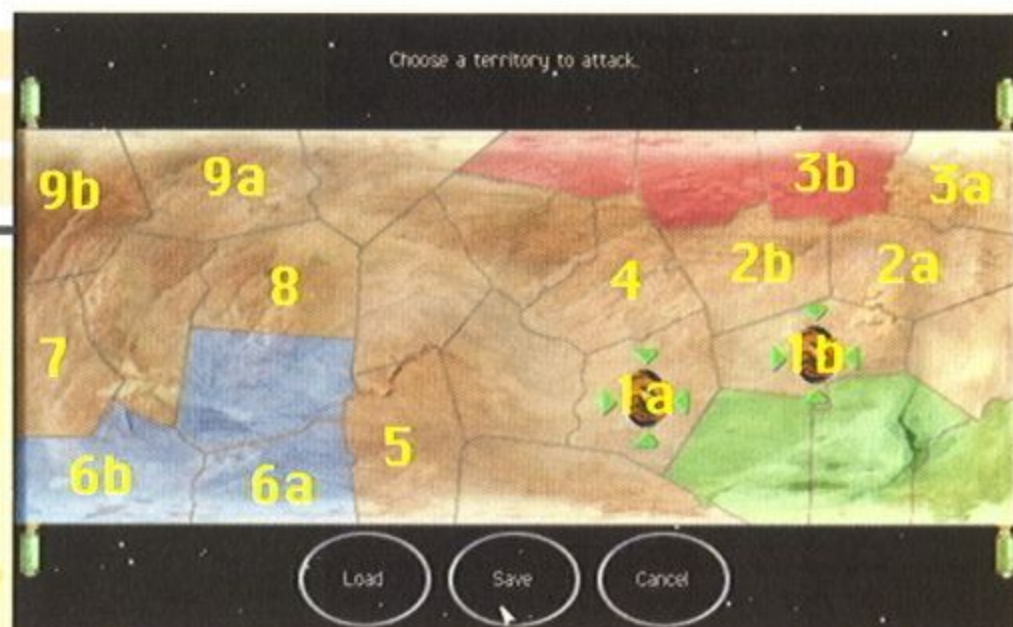 Choose a territory to attack.
9b 9a 3b 3a
8 4 2b 2a
7 1a 1b
6b 6a 5
Load Save Cancel